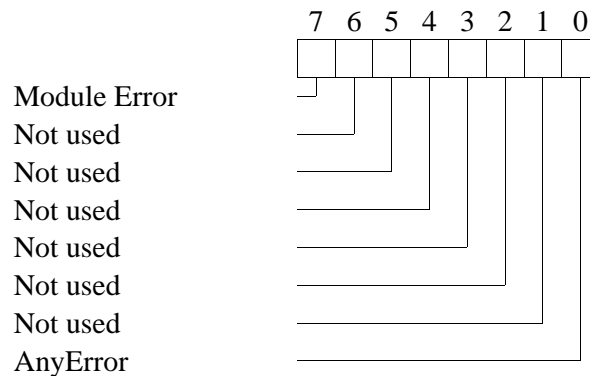 7 6 5 4 3 2 1 0
Module Error
Not used
Not used
Not used
Not used
Not used
Not used
AnyError